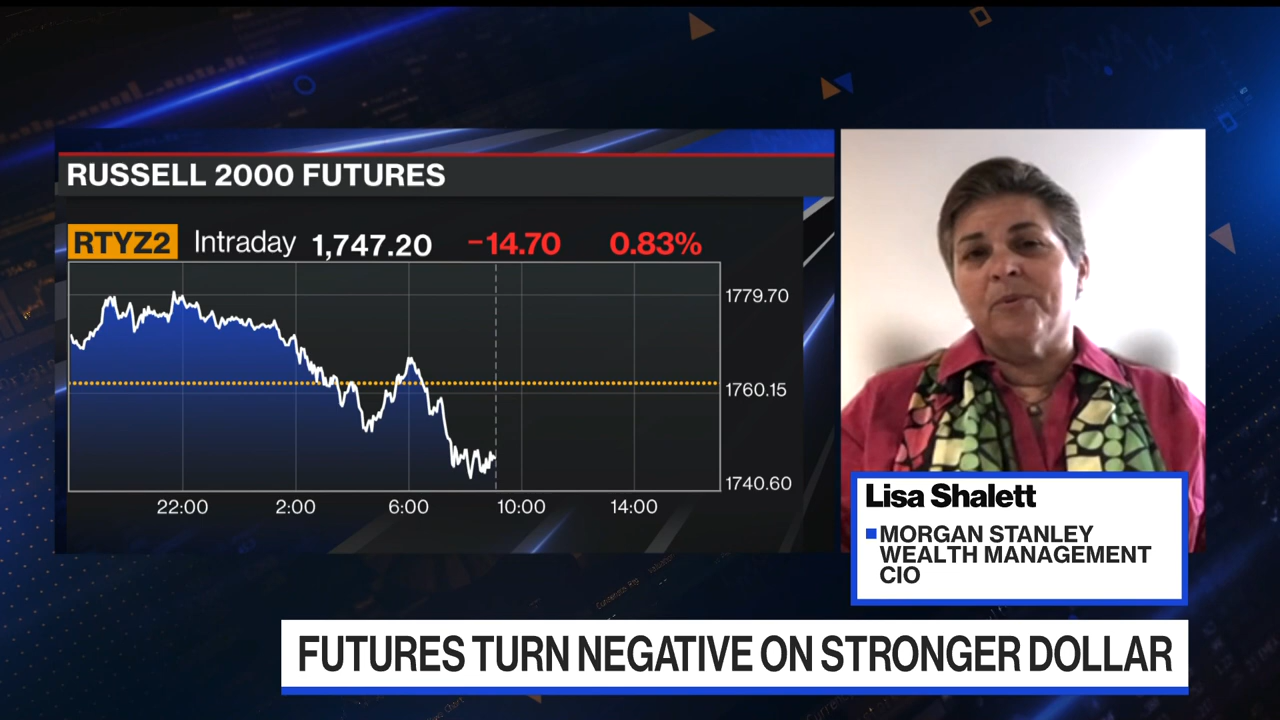 RUSSELL 2000 FUTURES
RTYZ2 Intraday 1,747.20 -14.70 0.83%
1779.70
1760.15
1740.60
22:00 2:00 6:00 10:00 14:00
Lisa Shalett
MORGAN STANLEY
WEALTH MANAGEMENT
CIO
FUTURES TURN NEGATIVE ON STRONGER DOLLAR